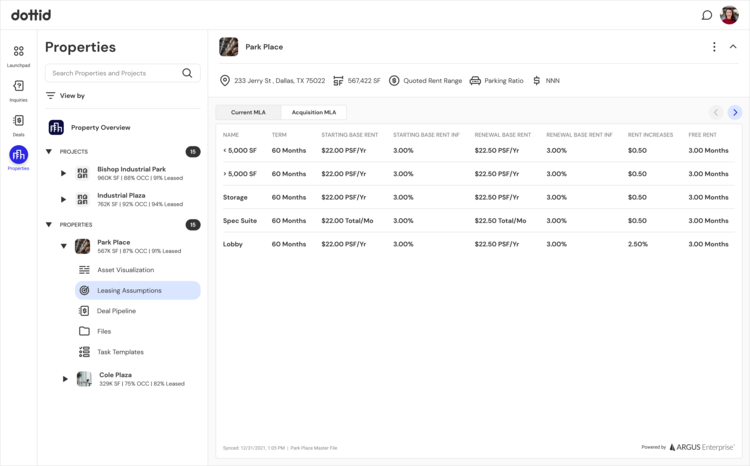 dottid
Launchpad
Inquiries
Deals
Properties
Properties
Search Properties and Projects
View by
Property Overview
PROJECTS
15
Bishop Industrial Park
960K SF | 88% OCC | 91% Leased
Industrial Plaza
762K SF | 92% OCC | 94% Leased
PROPERTIES
15
Park Place
567K SF | 87% OCC | 91% Leased
Asset Visualization
Leasing Assumptions
Deal Pipeline
Files
Task Templates
Cole Plaza
329K SF | 75% OCC | 82% Leased
Park Place
233 Jerry St , Dallas, TX 75022 SF 567,422 SF Quoted Rent Range Parking Ratio $ NNN
Current MLA Acquisition MLA
NAME TERM STARTING BASE RENT STARTING BASE RENT INF RENEWAL BASE RENT RENEWAL BASE RENT INF RENT INCREASES FREE RENT
< 5,000 SF 60 Months $22.00 PSF/Yr 3.00% $22.50 PSF/Yr 3.00% $0.50 3.00 Months
> 5,000 SF 60 Months $22.00 PSF/Yr 3.00% $22.50 PSF/Yr 3.00% $0.50 3.00 Months
Storage 60 Months $22.00 PSF/Yr 3.00% $22.50 PSF/Yr 3.00% $0.50 3.00 Months
Spec Suite 60 Months $22.00 Total/Mo 3.00% $22.50 Total/Mo 3.00% $0.50 3.00 Months
Lobby 60 Months $22.00 PSF/Yr 3.00% $22.50 PSF/Yr 3.00% 2.50% 3.00 Months
Synced: 12/31/2021, 1:05 PM | Park Place Master File
Powered by ARGUS Enterprise